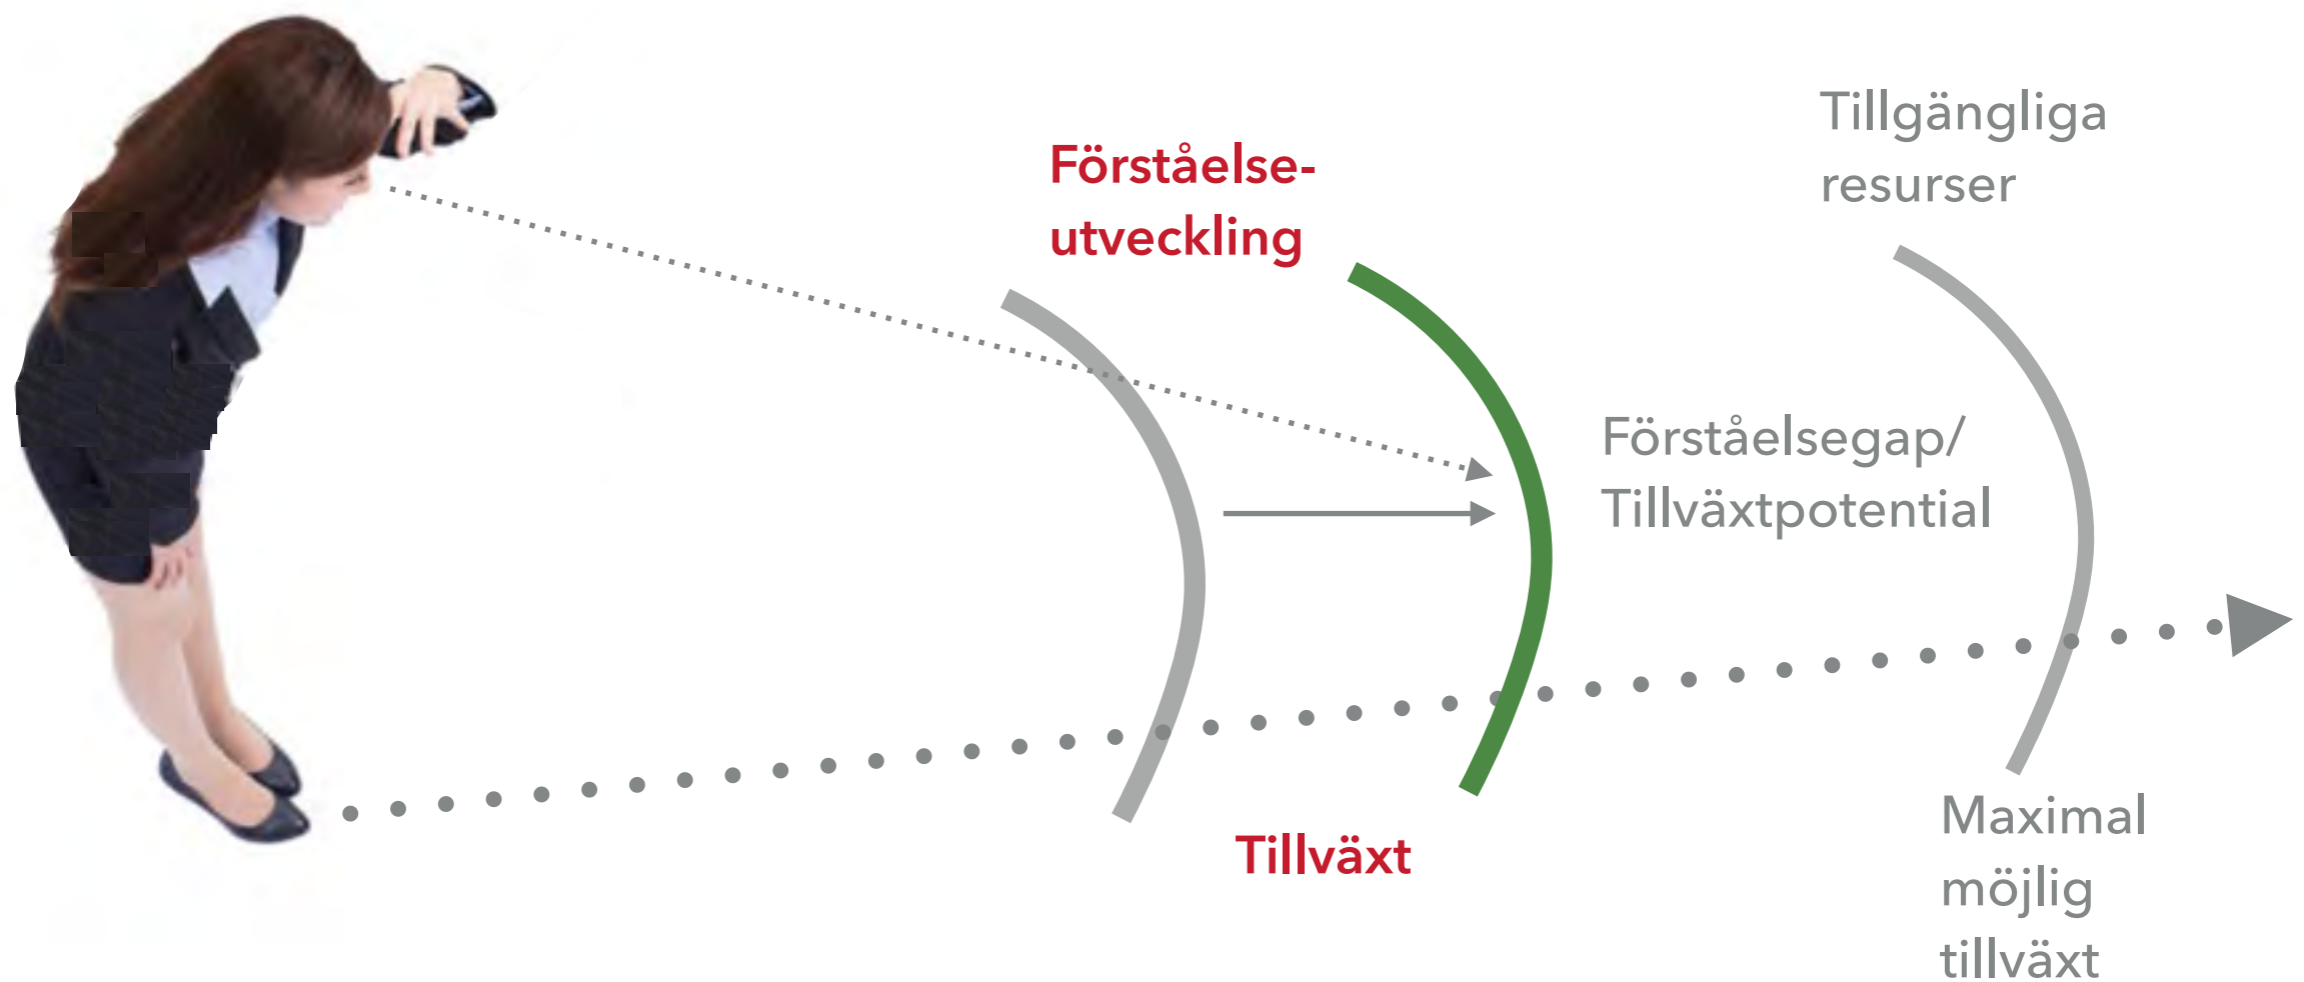 Förståelse-
utveckling
Tillgängliga
resurser
Förståelsegap/
Tillväxtpotential
Tillväxt
Maximal
möjlig
tillväxt